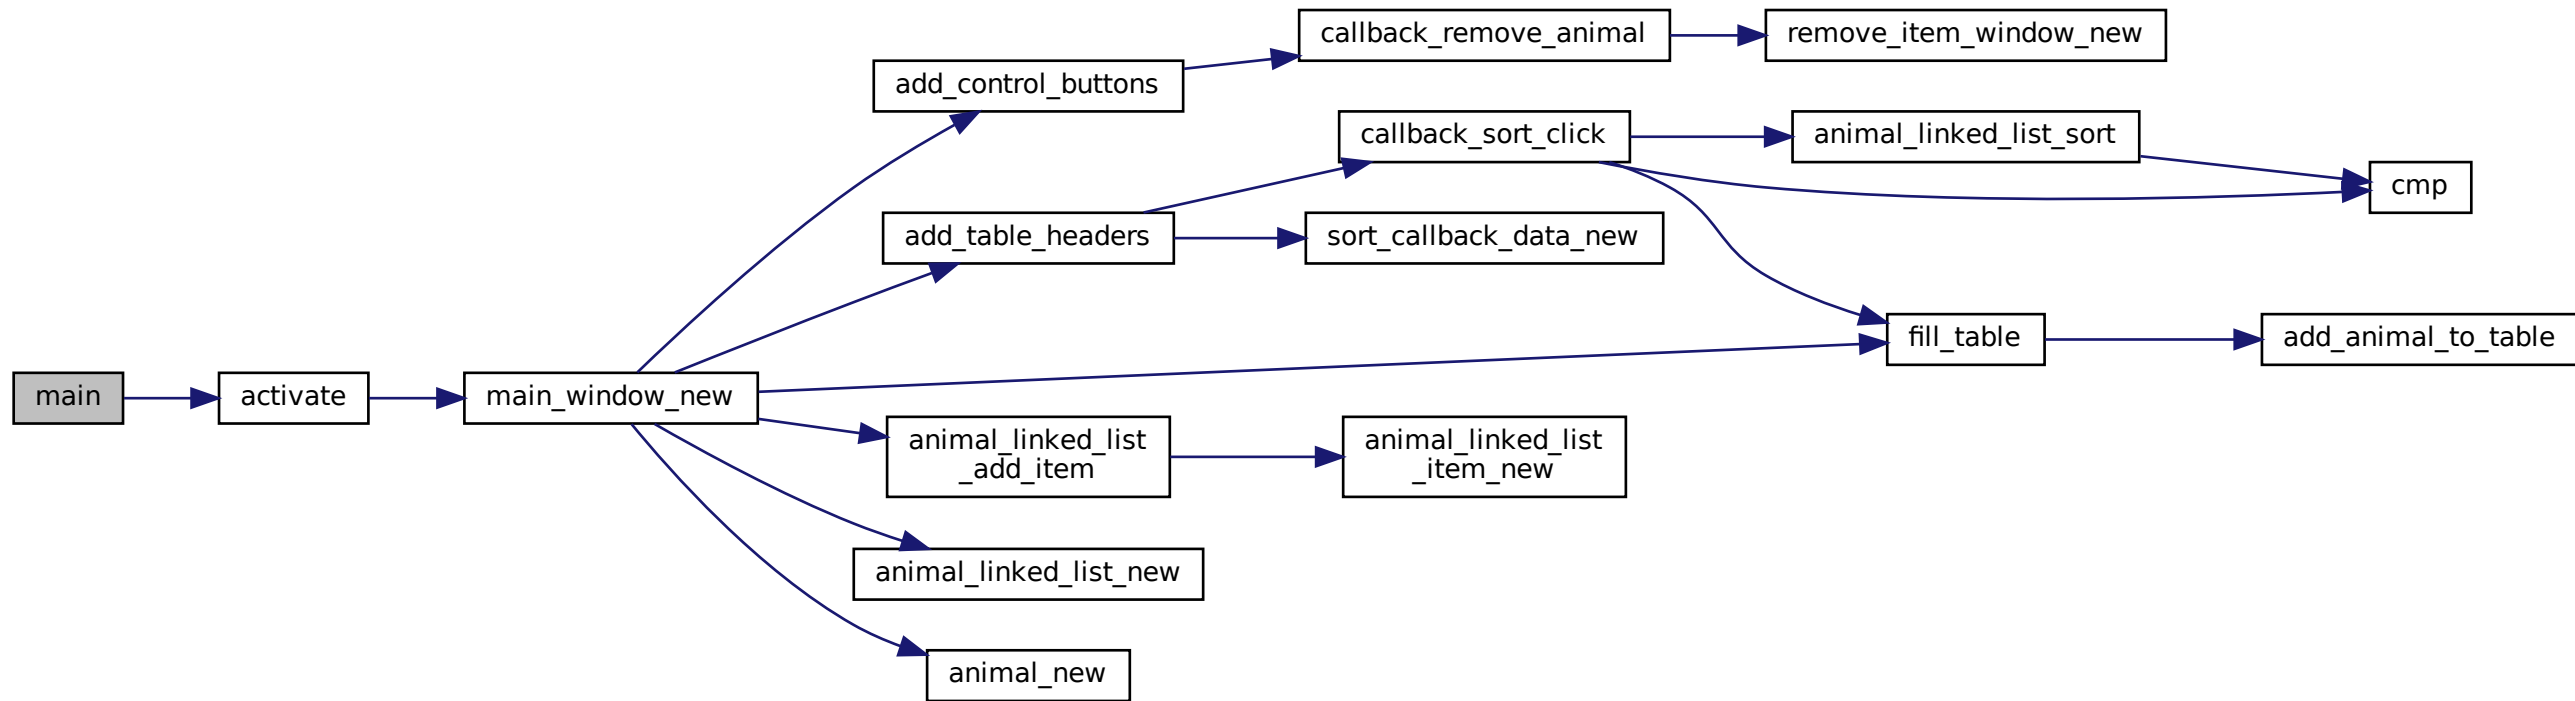 main
activate
main_window_new
add_control_buttons
callback_remove_animal
remove_item_window_new
add_table_headers
callback_sort_click
animal_linked_list_sort
cmp
sort_callback_data_new
fill_table
add_animal_to_table
animal_linked_list
_add_item
animal_linked_list
_item_new
animal_linked_list_new
animal_new